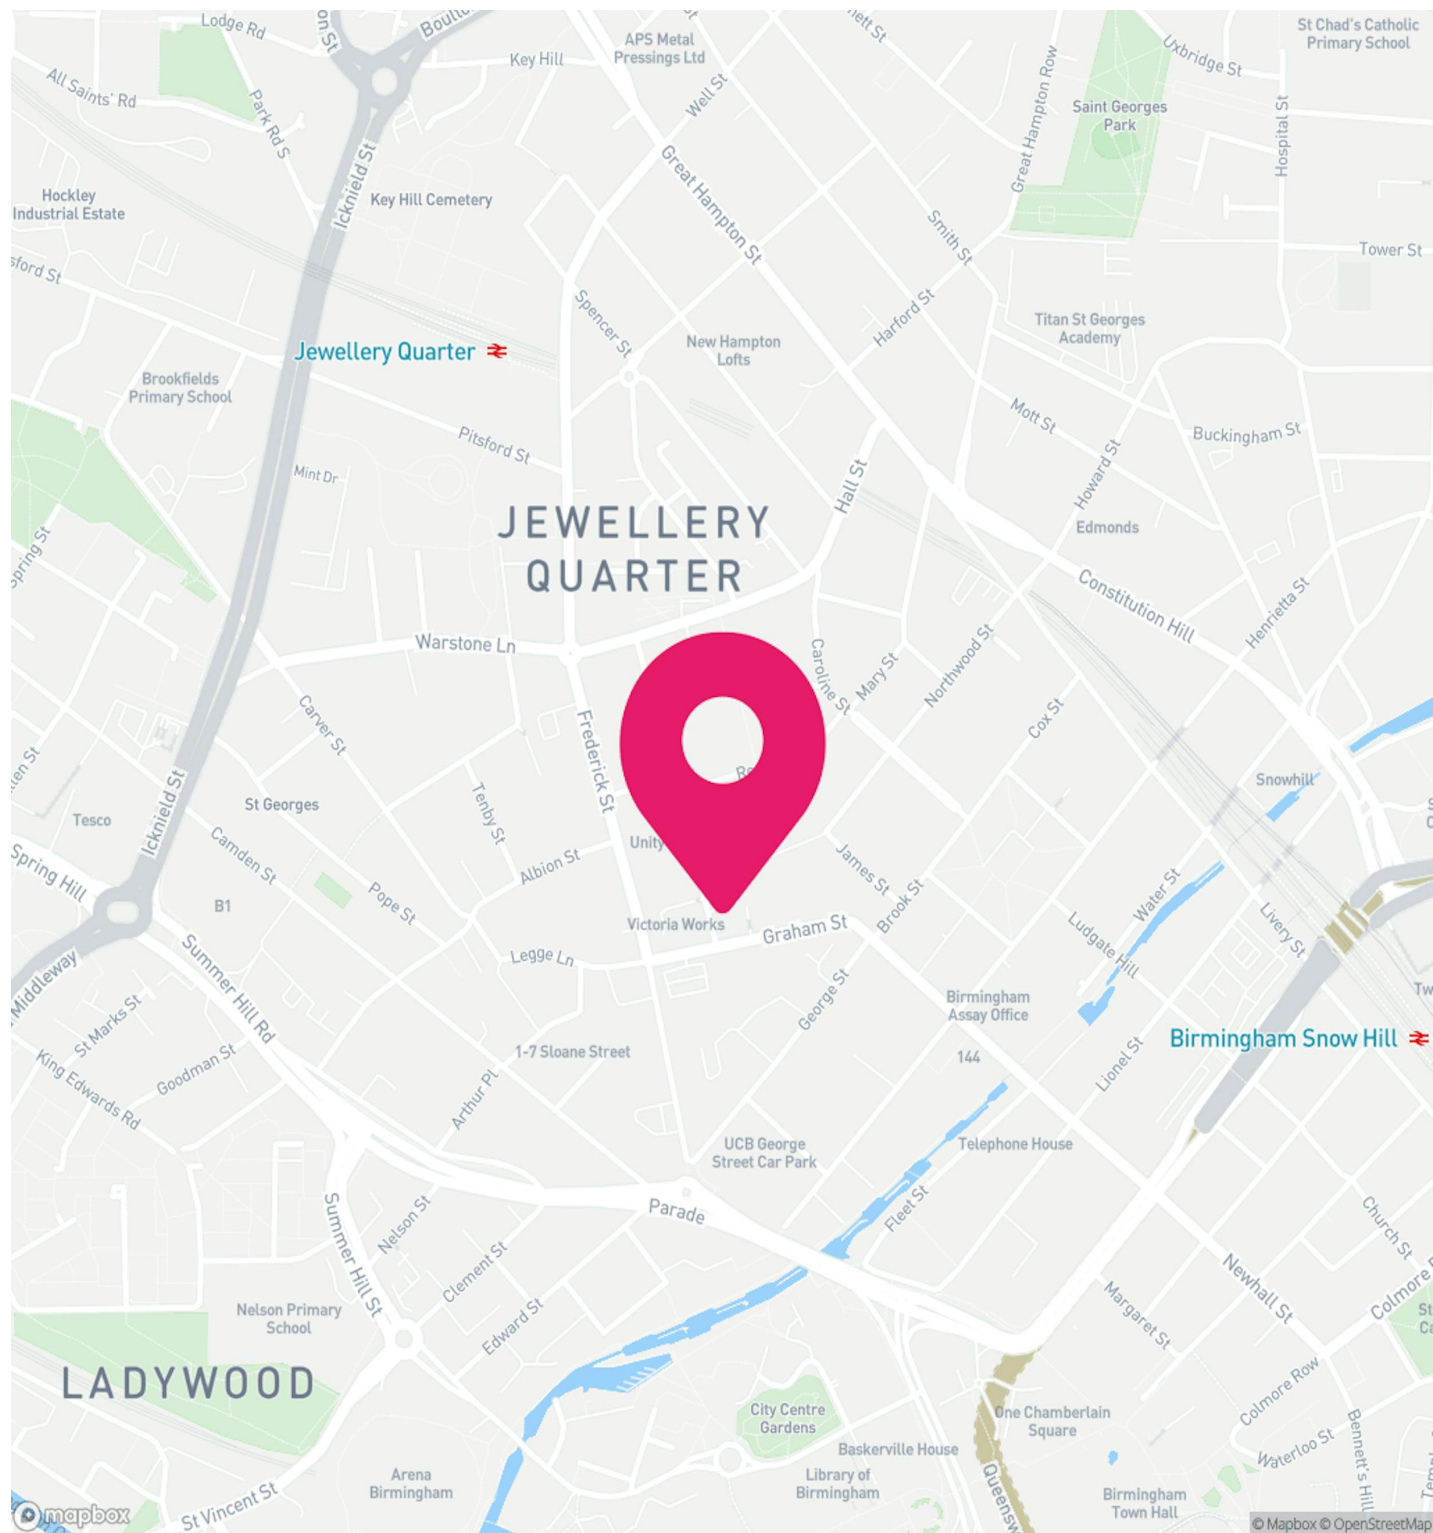 Lodge Rd
Boulton
APS Metal
Pressings Ltd
St Chad's Catholic
Primary School
Key Hill
Uxbridge St
All Saints' Rd
Park Rd S
Well St
Great Hampton Row
Saint Georges
Park
Hospital St
Icknield St
Hockley
Industrial Estate
Key Hill Cemetery
Great Hampton St
Smith St
Tower St
Spencer St
Harford St
Titan St Georges
Academy
Jewellery Quarter
New Hampton
Lofts
Brookfields
Primary School
Mott St
Buckingham St
Pitsford St
Mint Dr
Hall St
Howard St
JEWELLERY
QUARTER
Edmonds
Spring St
Constitution Hill
Henrietta St
Warstone Ln
Caroline St
Mary St
Northwood St
Cox St
Carver St
Frederick St
Snowhill
St Georges
Tenby St
Tesco
Icknield St
Unity
Spring Hill
Camden St
Albion St
James St
Brook St
Water St
B1
Pope St
Victoria Works
Graham St
Ludgate Hill
Livery St
Legge Ln
Middleway
Summer Hill Rd
George St
Birmingham
Assay Office
St Marks St
Birmingham Snow Hill
Goodman St
1-7 Sloane Street
144
Lionel St
King Edwards Rd
Arthur Pl
UCB George
Street Car Park
Telephone House
Parade
Fleet St
Church St
Summer Hill St
Nelson St
Clement St
Newhall St
Colmore
Nelson Primary
School
Edward St
Margaret St
LADYWOOD
Colmore Row
City Centre
Gardens
One Chamberlain
Square
Baskerville House
Bennett's Hill
Waterloo St
Arena
Birmingham
Library of
Birmingham
Queensw
St Vincent St
Birmingham
Town Hall
mapbox
© Mapbox © OpenStreetMap